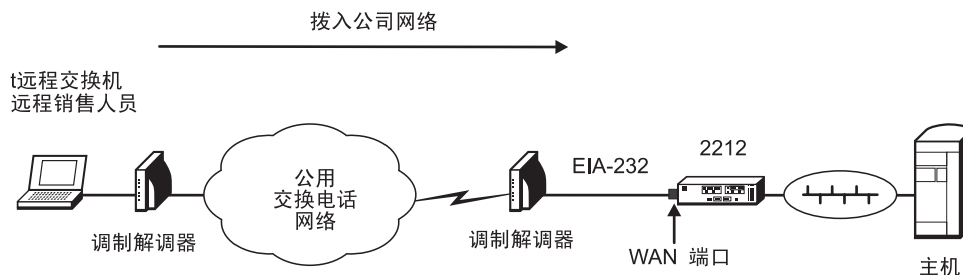 拨入公司网络
t远程交换机
远程销售人员
EIA-232
2212
公用
交换电话
网络
调制解调器
调制解调器
WAN 端口
主机